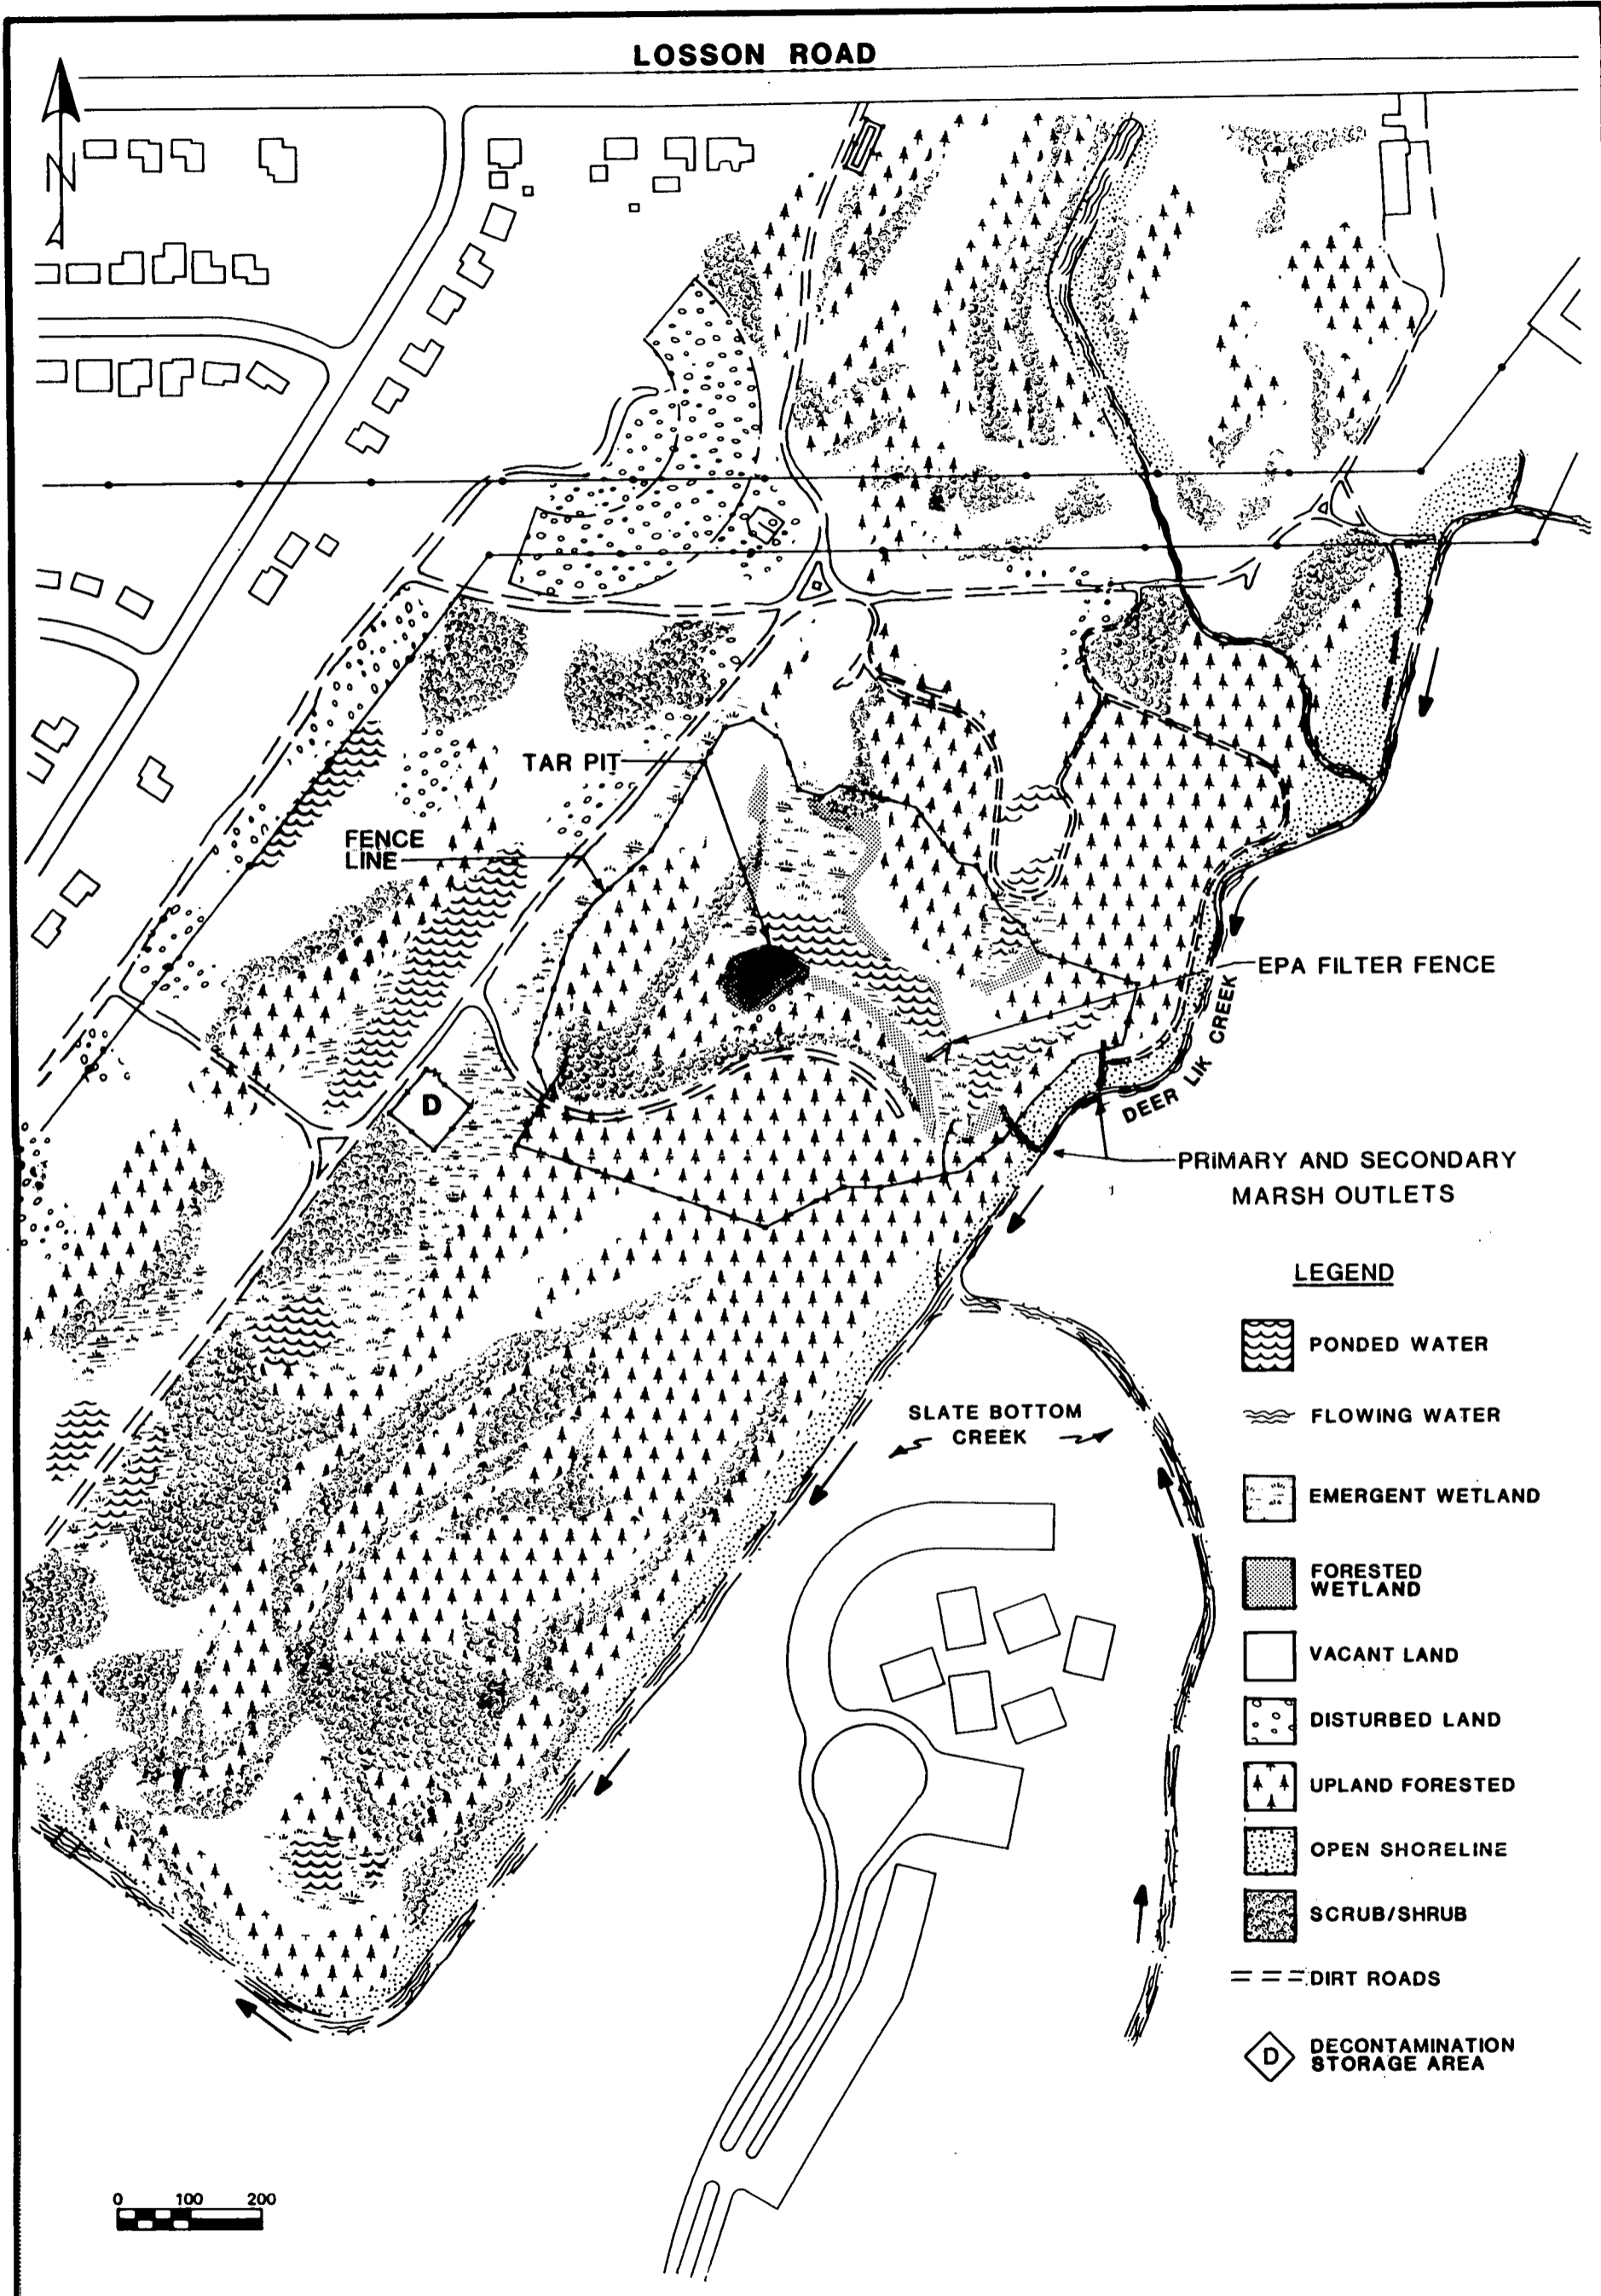 LOSSON ROAD
N
TAR PIT
FENCE
LINE
EPA FILTER FENCE
DEER LIK CREEK
D
PRIMARY AND SECONDARY
MARSH OUTLETS
LEGEND
PONDED WATER
SLATE BOTTOM
CREEK
FLOWING WATER
EMERGENT WETLAND
FORESTED
WETLAND
VACANT LAND
DISTURBED LAND
UPLAND FORESTED
OPEN SHORELINE
SCRUB/SHRUB
DIRT ROADS
D
DECONTAMINATION
STORAGE AREA
0 100 200